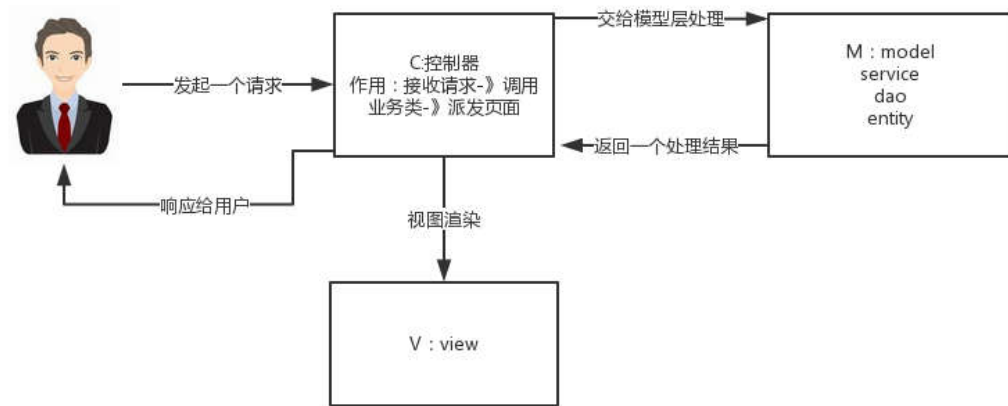 交给模型层处理
C:控制器
作用：接收请求-》调用
业务类-》派发页面
M：model
service
dao
entity
发起一个请求
返回一个处理结果
响应给用户
视图渲染
V：view